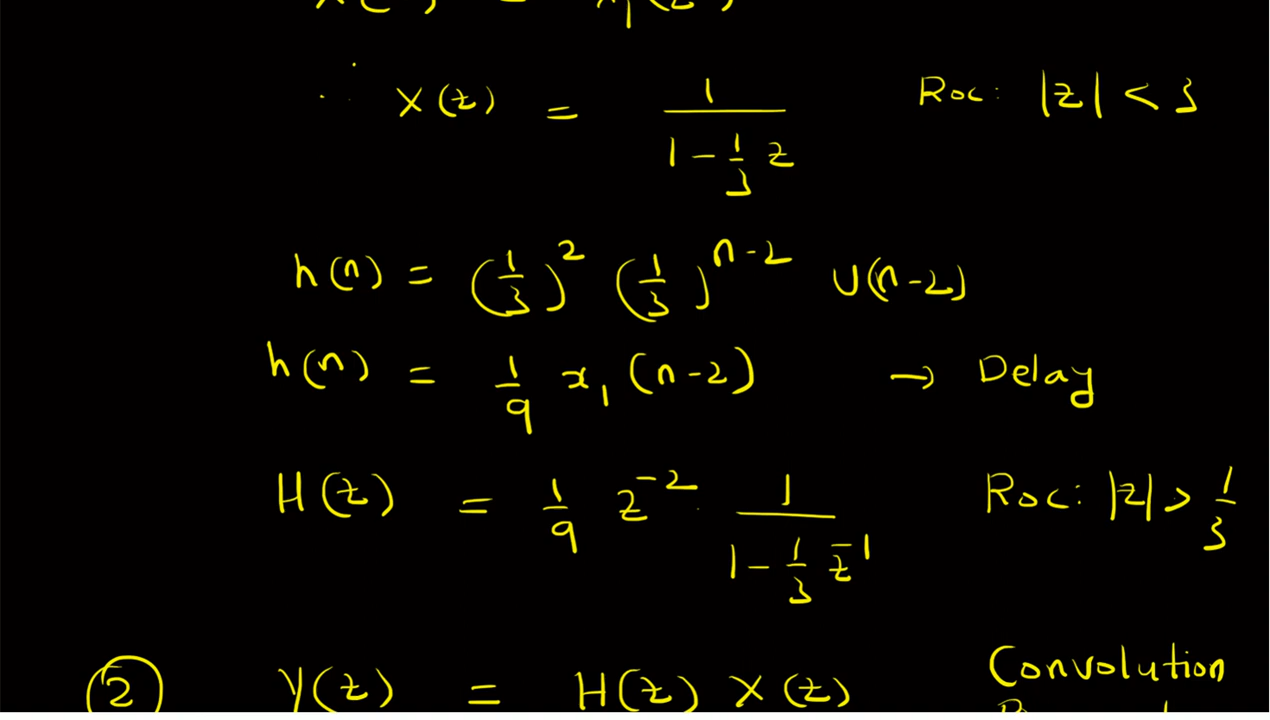 ∴ X(z) = 1 / (1 - 1/3 z) Roc: |z| < 3
h(n) = (1/3)^2 (1/3)^(n-2) U(n-2)
h(n) = 1/9 x₁(n-2) → Delay
H(z) = 1/9 z^-2 1 / (1 - 1/3 z^-1) Roc: |z| > 1/3
② Y(z) = H(z) X(z) Convolution